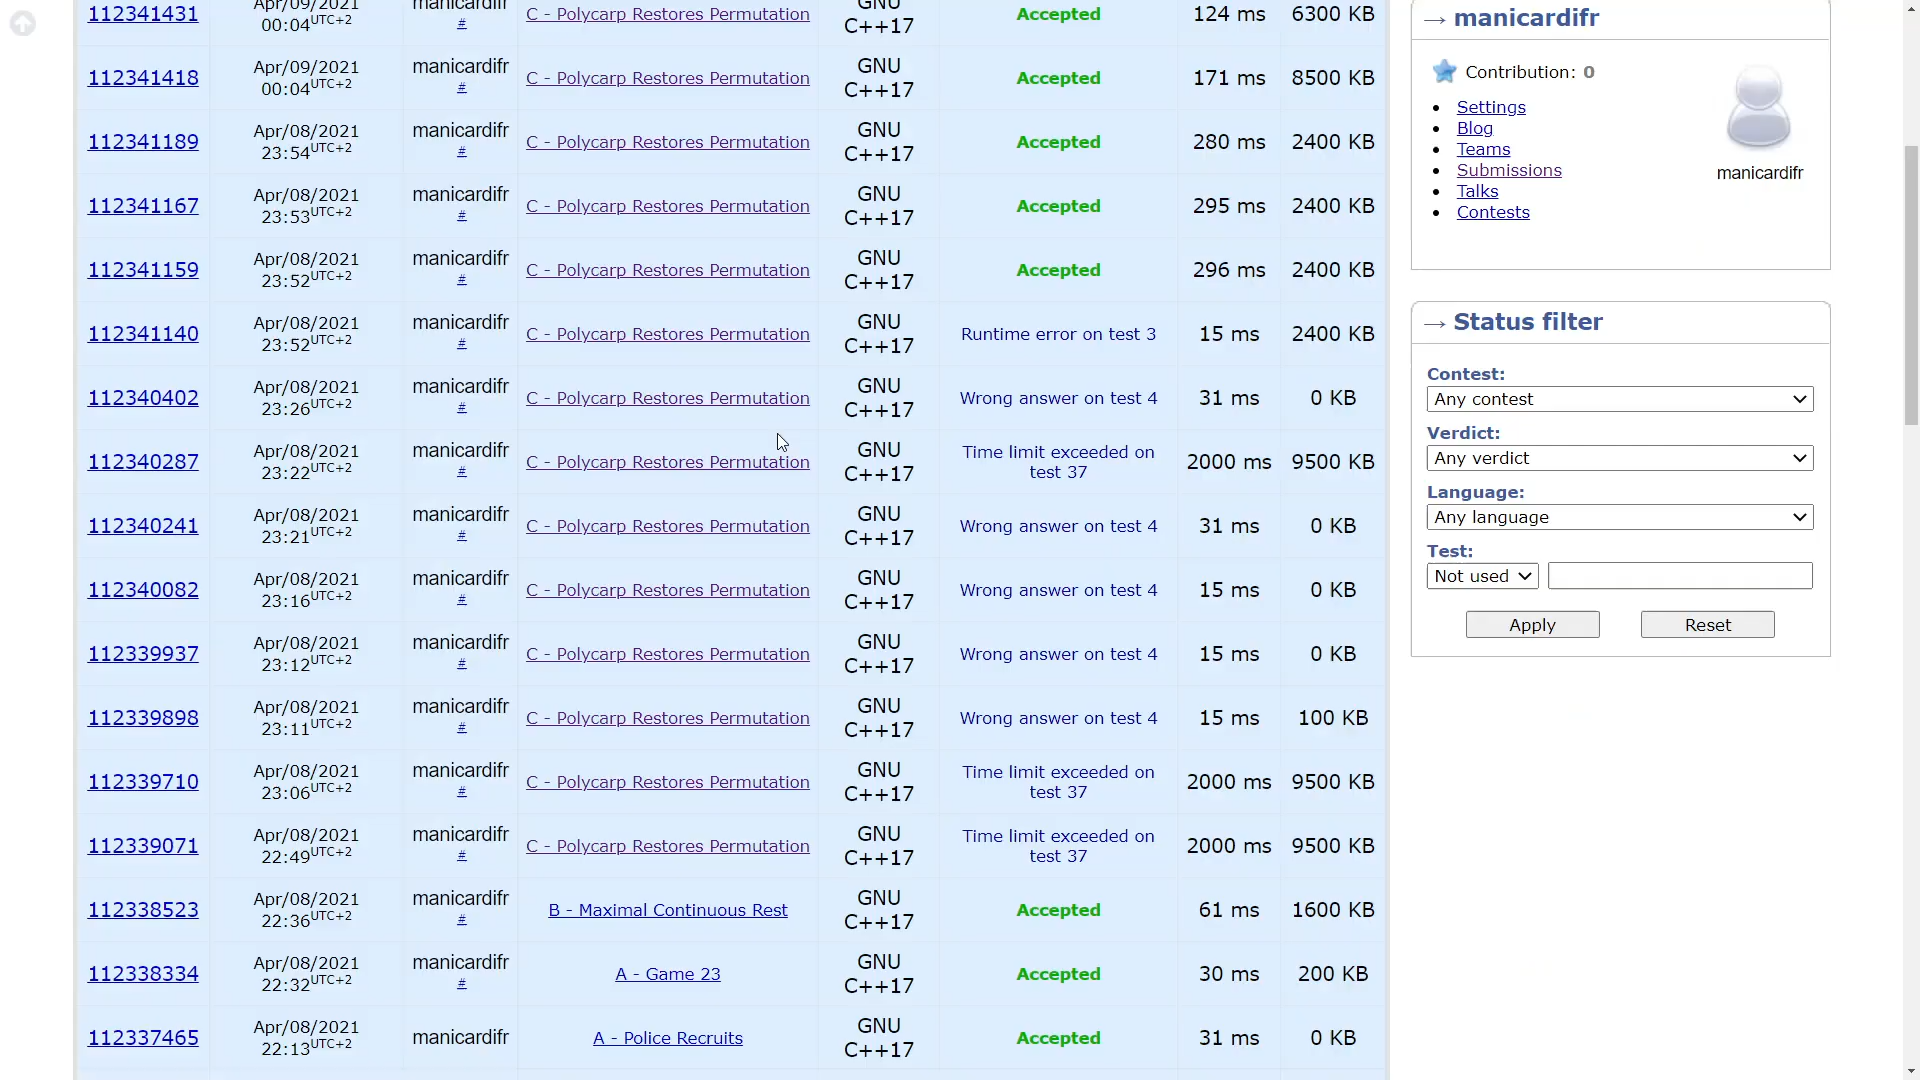 112341431 Apr/09/2021 00:04UTC+2 manicardifr # C - Polycarp Restores Permutation GNU C++17 Accepted 124 ms 6300 KB
112341418 Apr/09/2021 00:04UTC+2 manicardifr # C - Polycarp Restores Permutation GNU C++17 Accepted 171 ms 8500 KB
112341189 Apr/08/2021 23:54UTC+2 manicardifr # C - Polycarp Restores Permutation GNU C++17 Accepted 280 ms 2400 KB
112341167 Apr/08/2021 23:53UTC+2 manicardifr # C - Polycarp Restores Permutation GNU C++17 Accepted 295 ms 2400 KB
112341159 Apr/08/2021 23:52UTC+2 manicardifr # C - Polycarp Restores Permutation GNU C++17 Accepted 296 ms 2400 KB
112341140 Apr/08/2021 23:52UTC+2 manicardifr # C - Polycarp Restores Permutation GNU C++17 Runtime error on test 3 15 ms 2400 KB
112340402 Apr/08/2021 23:26UTC+2 manicardifr # C - Polycarp Restores Permutation GNU C++17 Wrong answer on test 4 31 ms 0 KB
112340287 Apr/08/2021 23:22UTC+2 manicardifr # C - Polycarp Restores Permutation GNU C++17 Time limit exceeded on test 37 2000 ms 9500 KB
112340241 Apr/08/2021 23:21UTC+2 manicardifr # C - Polycarp Restores Permutation GNU C++17 Wrong answer on test 4 31 ms 0 KB
112340082 Apr/08/2021 23:16UTC+2 manicardifr # C - Polycarp Restores Permutation GNU C++17 Wrong answer on test 4 15 ms 0 KB
112339937 Apr/08/2021 23:12UTC+2 manicardifr # C - Polycarp Restores Permutation GNU C++17 Wrong answer on test 4 15 ms 0 KB
112339898 Apr/08/2021 23:11UTC+2 manicardifr # C - Polycarp Restores Permutation GNU C++17 Wrong answer on test 4 15 ms 100 KB
112339710 Apr/08/2021 23:06UTC+2 manicardifr # C - Polycarp Restores Permutation GNU C++17 Time limit exceeded on test 37 2000 ms 9500 KB
112339071 Apr/08/2021 22:49UTC+2 manicardifr # C - Polycarp Restores Permutation GNU C++17 Time limit exceeded on test 37 2000 ms 9500 KB
112338523 Apr/08/2021 22:36UTC+2 manicardifr # B - Maximal Continuous Rest GNU C++17 Accepted 61 ms 1600 KB
112338334 Apr/08/2021 22:32UTC+2 manicardifr # A - Game 23 GNU C++17 Accepted 30 ms 200 KB
112337465 Apr/08/2021 22:13UTC+2 manicardifr A - Police Recruits GNU C++17 Accepted 31 ms 0 KB
→ manicardifr
Contribution: 0
Settings
Blog
Teams
Submissions
Talks
Contests
manicardifr
→ Status filter
Contest:
Any contest
Verdict:
Any verdict
Language:
Any language
Test:
Not used
Apply Reset